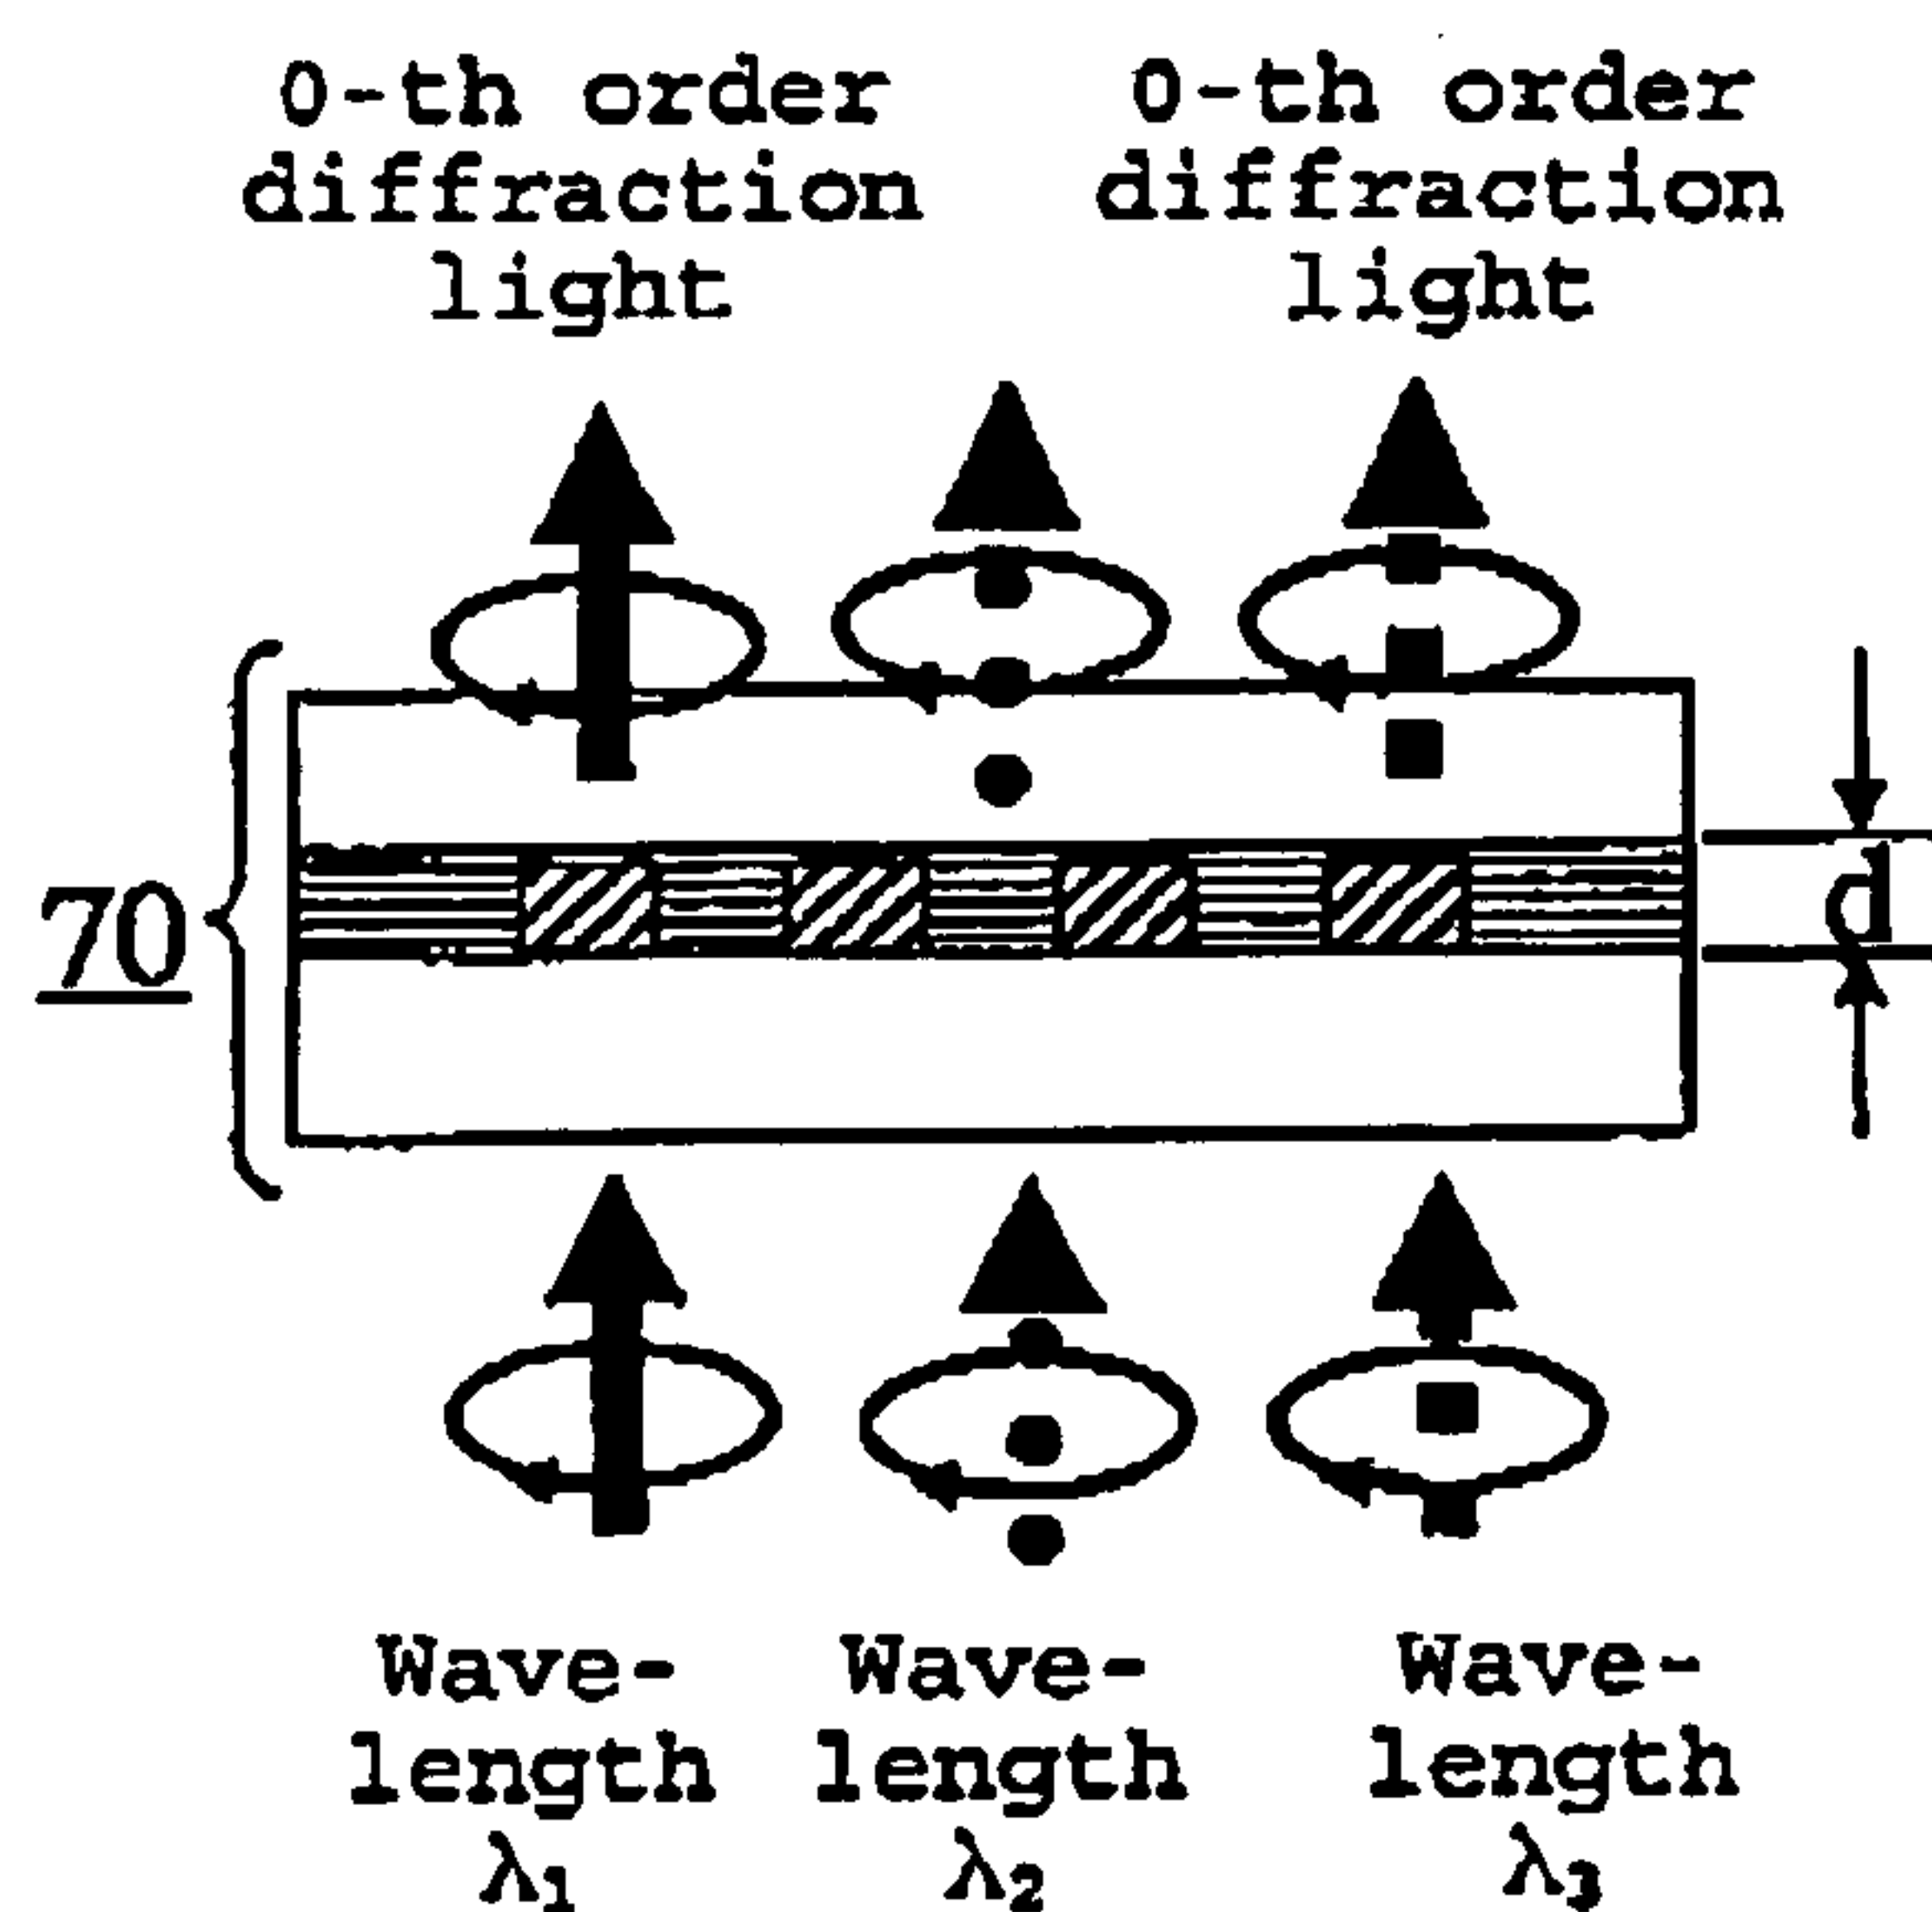 0-th order
diffraction
light
0-th order
diffraction
light
70
d
Wave-
length
λ1
Wave-
length
λ2
Wave-
length
λ3